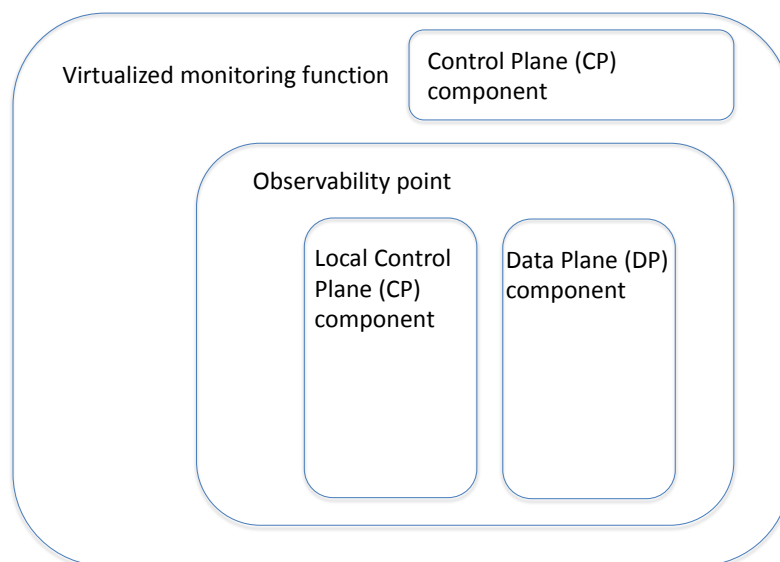 Virtualized monitoring function
Control Plane (CP)
component
Observability point
Local Control
Plane (CP)
component
Data Plane (DP)
component